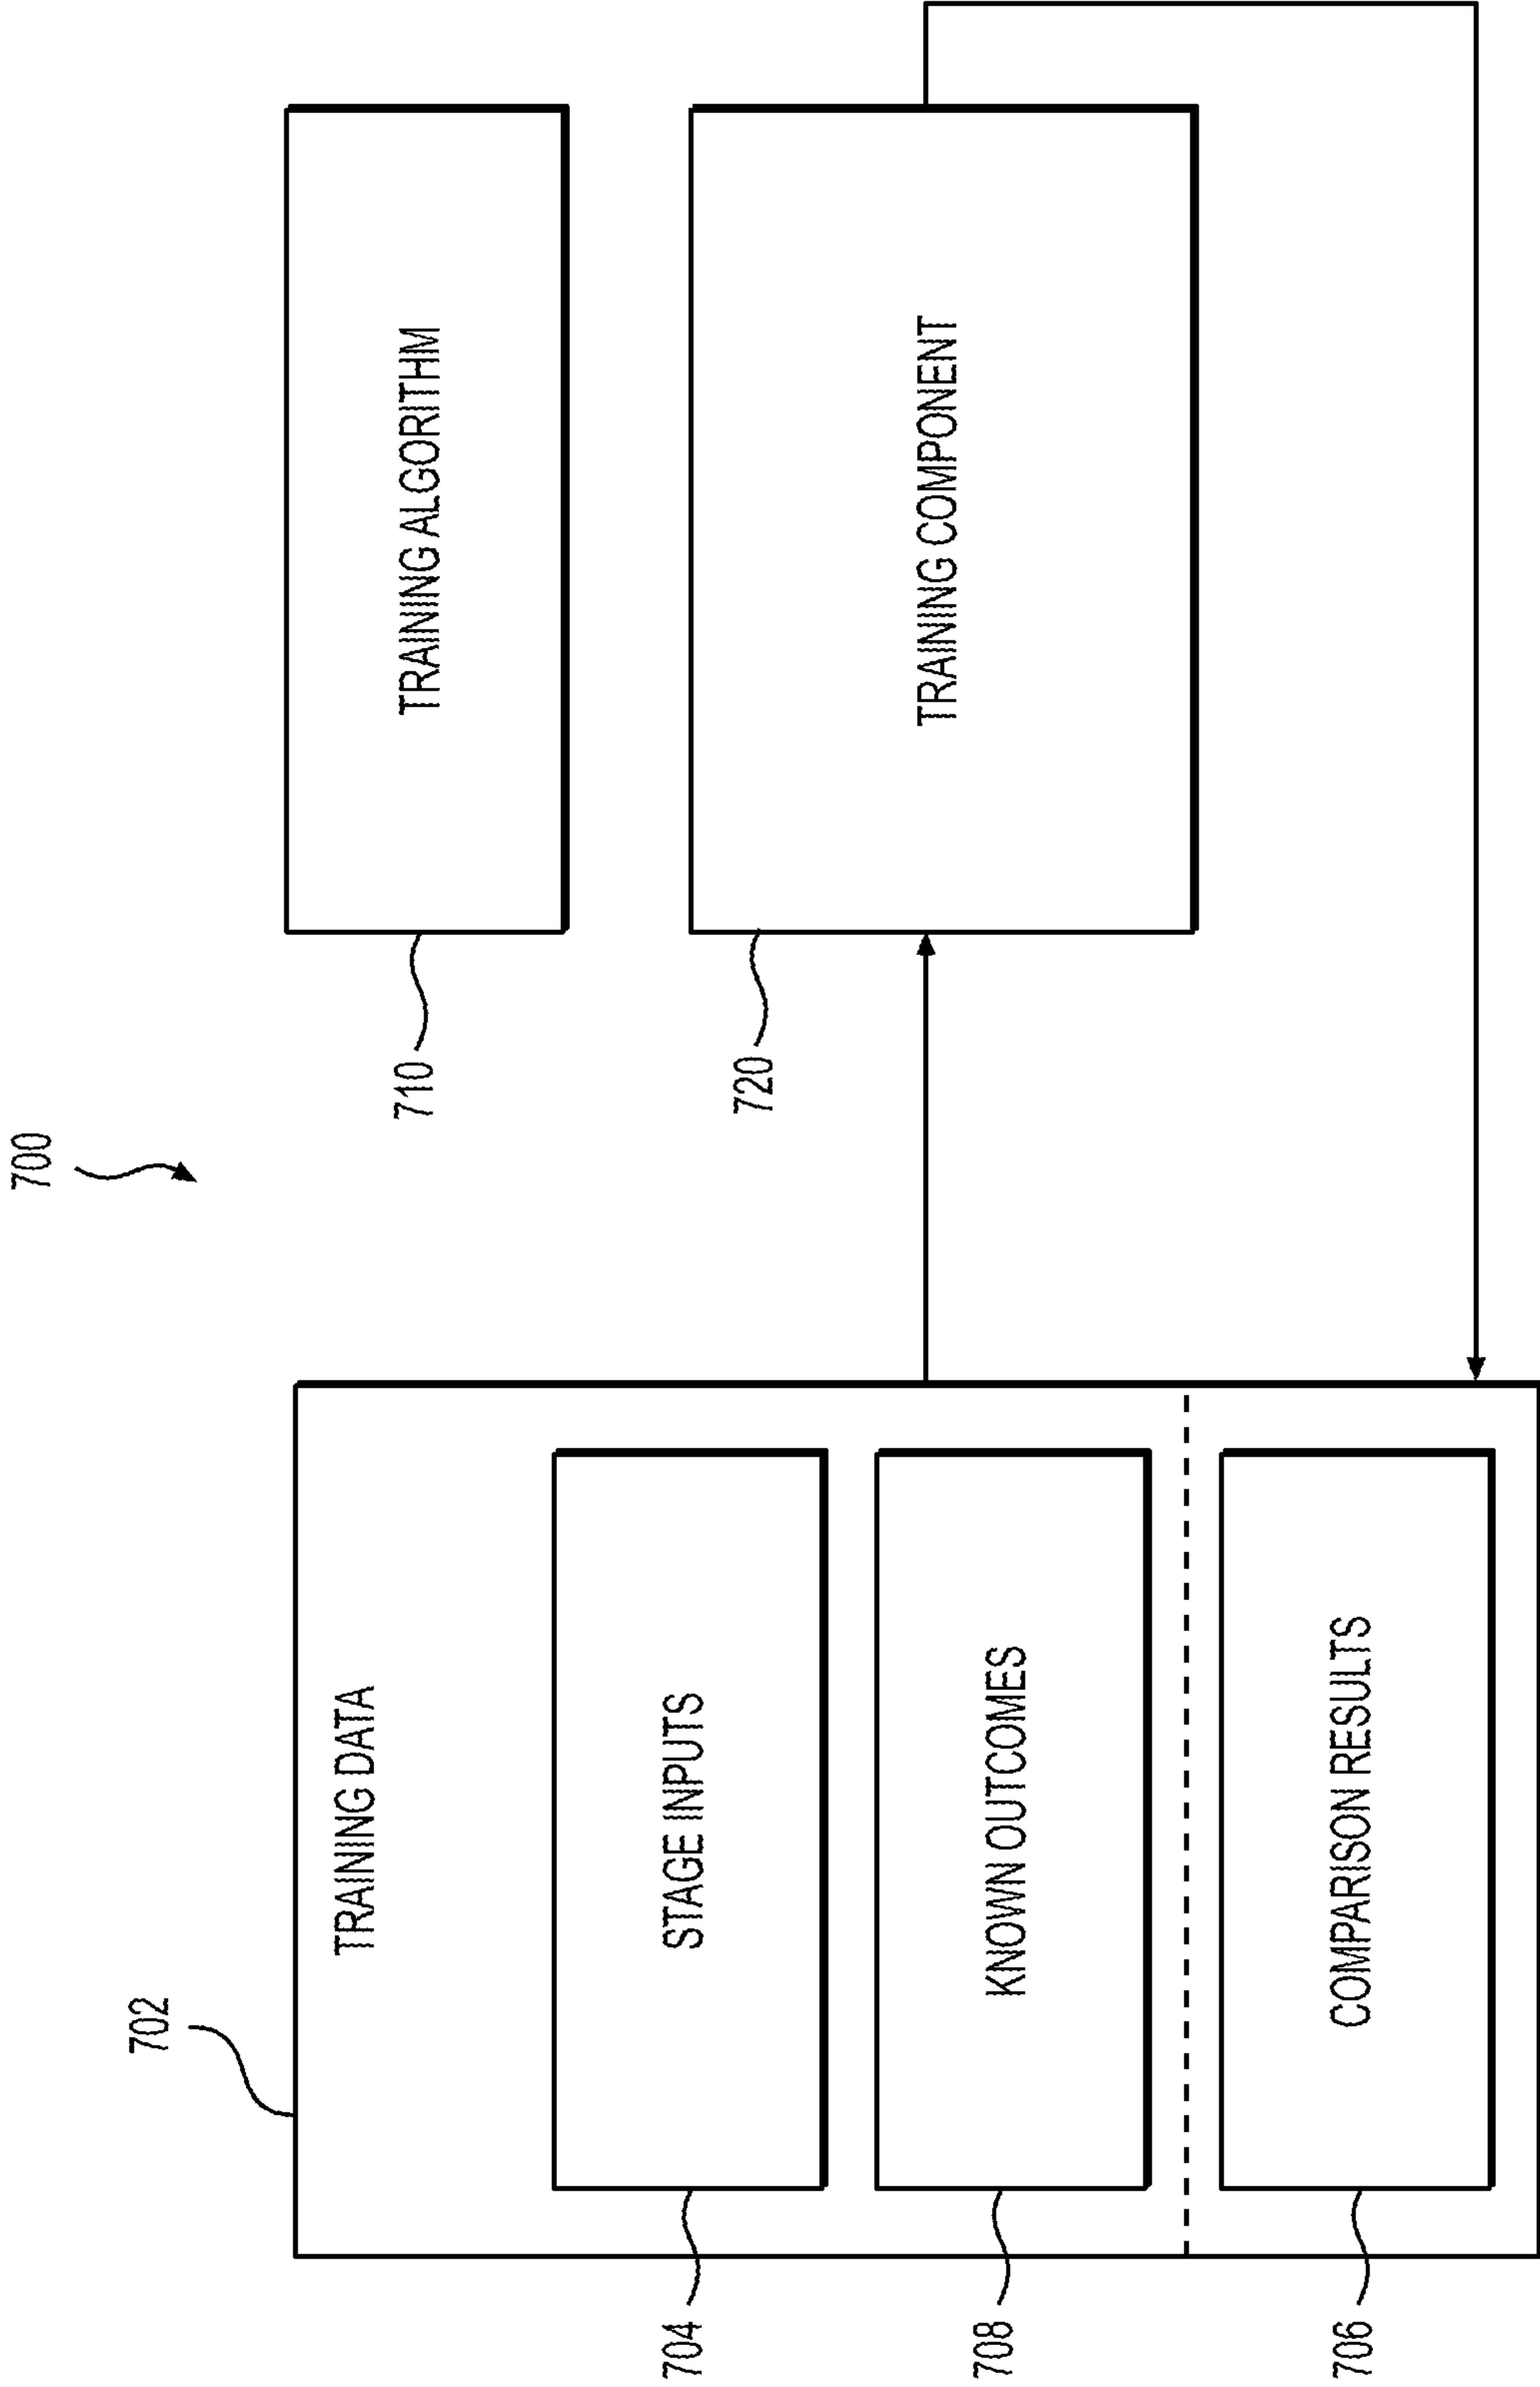 700
702
TRAINING DATA
704
STAGE INPUTS
708
KNOWN OUTCOMES
706
COMPARISON RESULTS
710
TRAINING ALGORITHM
720
TRAINING COMPONENT